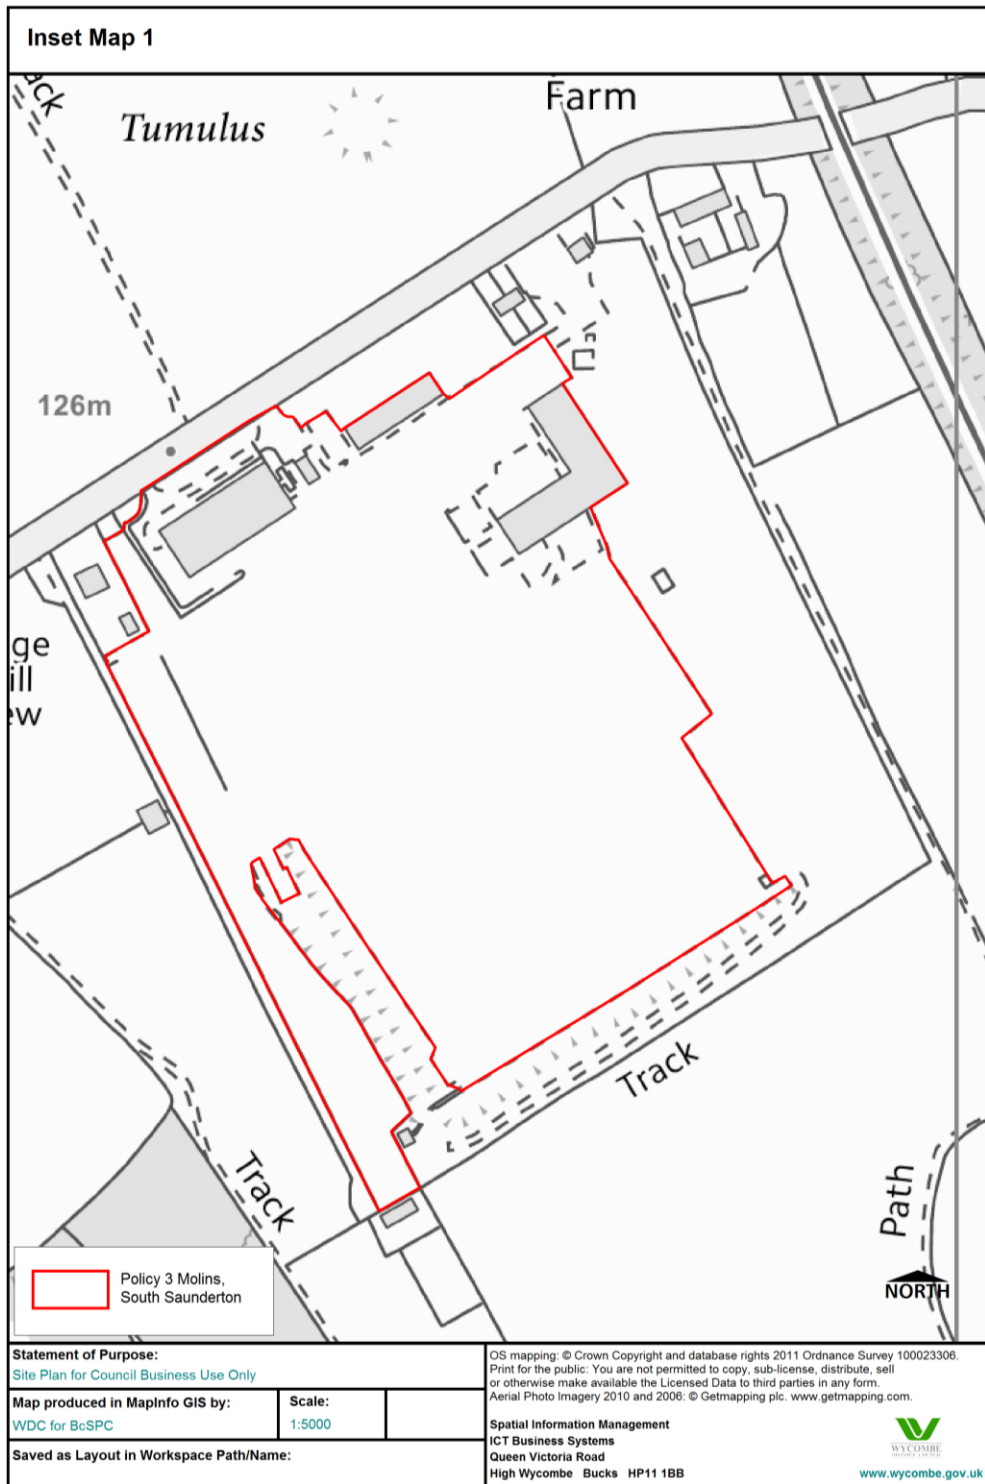 Inset Map 1
ack
Tumulus
Farm
126m
ge
ill
ew
Track
Track
Path
NORTH
Policy 3 Molins,
South Saunderton
Statement of Purpose:
Site Plan for Council Business Use Only
Map produced in MapInfo GIS by:
WDC for BcSPC
Scale:
1:5000
Saved as Layout in Workspace Path/Name:
OS mapping: © Crown Copyright and database rights 2011 Ordnance Survey 100023306.
Print for the public: You are not permitted to copy, sub-license, distribute, sell
or otherwise make available the Licensed Data to third parties in any form.
Aerial Photo Imagery 2010 and 2006: © Getmapping plc. www.getmapping.com.
Spatial Information Management
ICT Business Systems
Queen Victoria Road
High Wycombe Bucks HP11 1BB
WYCOMBE
DISTRICT COUNCIL
www.wycombe.gov.uk